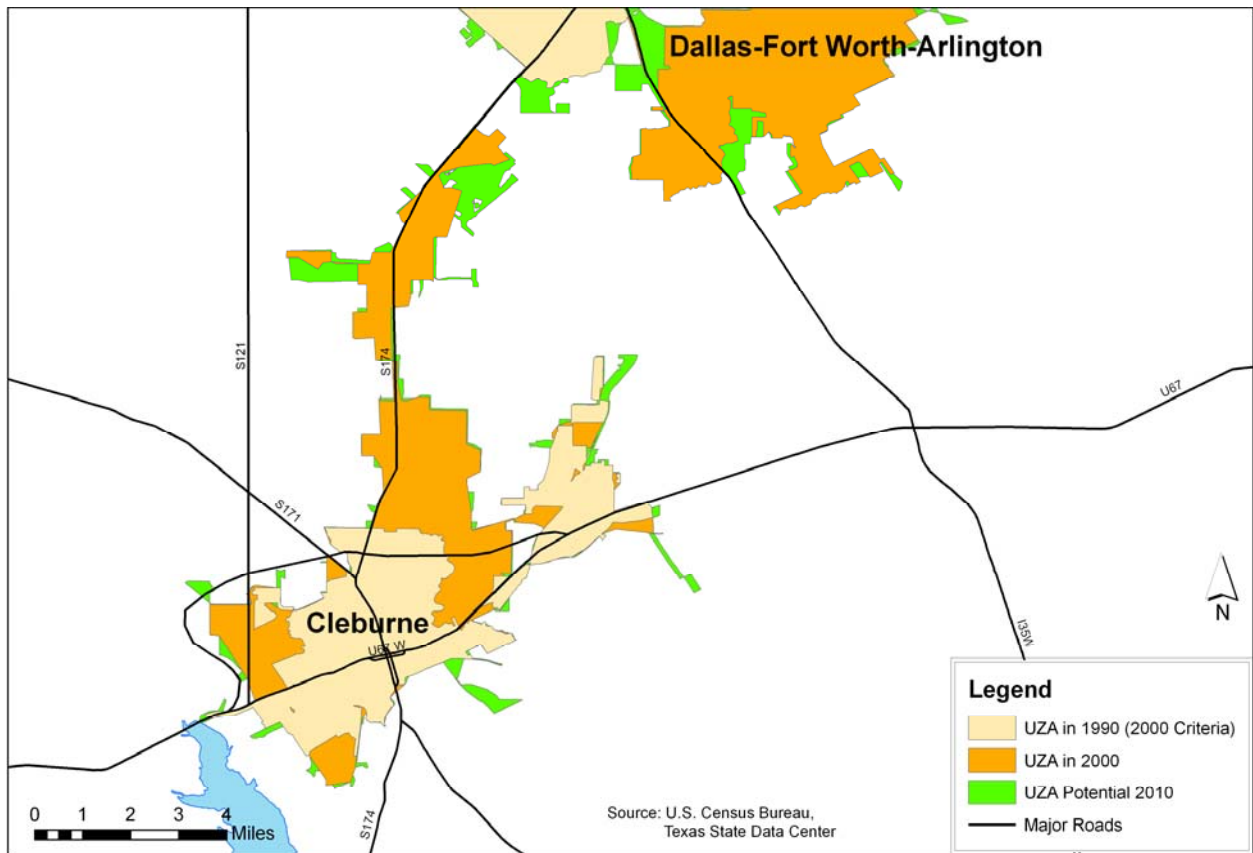 Dallas-Fort Worth-Arlington
S121
S174
U67
S171
Cleburne
U67 W
I35W
N
Legend
UZA in 1990 (2000 Criteria)
UZA in 2000
UZA Potential 2010
Major Roads
0 1 2 3 4
Miles
S174
Source: U.S. Census Bureau,
Texas State Data Center